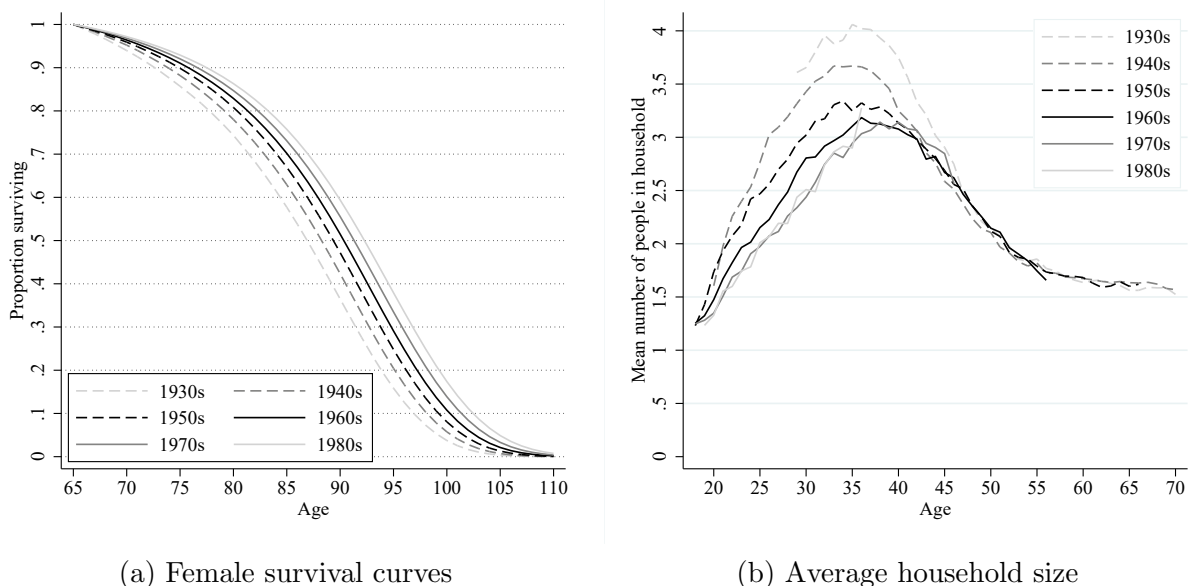 1
.9
.8
.7
.6
.5
.4
.3
.2
.1
0
Proportion surviving
65 70 75 80 85 90 95 100 105 110
Age
1930s 1940s
1950s 1960s
1970s 1980s
(a) Female survival curves
4
3.5
3
2.5
2
1.5
1
.5
0
Mean number of people in household
20 25 30 35 40 45 50 55 60 65 70
Age
1930s
1940s
1950s
1960s
1970s
1980s
(b) Average household size